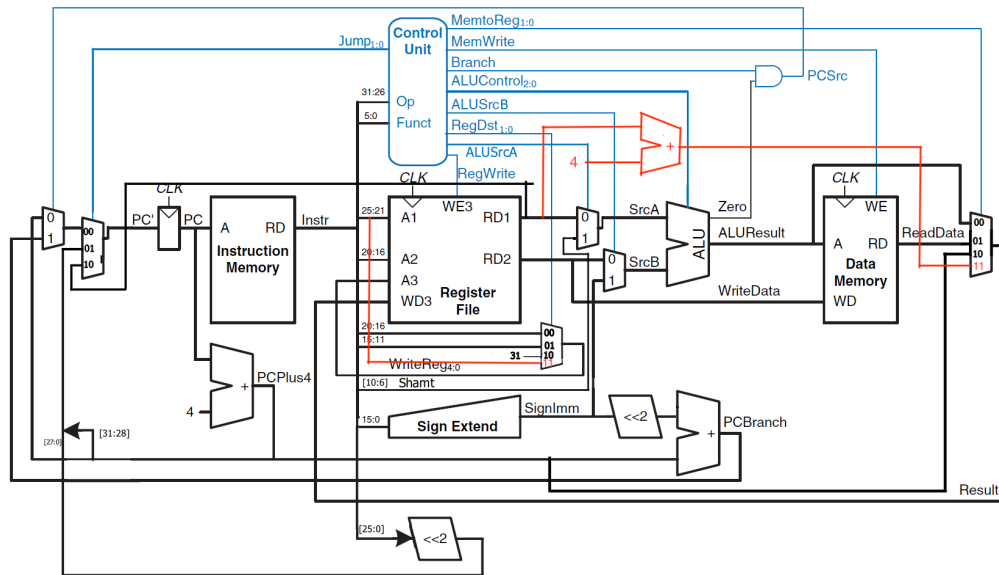 MemtoReg1:0
Jump1:0
Control
Unit
MemWrite
Branch
PCSrc
ALUControl2:0
31:26
Op
ALUSrcB
5:0
Funct
RegDst1:0
+
4
ALUSrcA
RegWrite
CLK
CLK
CLK
0
1
00
01
10
PC'
PC
A
RD
Instruction
Memory
Instr
25:21
A1
WE3
RD1
20:16
A2
RD2
A3
WD3
Register
File
0
1
SrcA
0
1
SrcB
ALU
Zero
ALUResult
WriteData
WE
A
RD
Data
Memory
WD
ReadData
00
01
10
11
20:16
15:11
00
01
31
10
11
WriteReg4:0
[10:6]
Shamt
+
PCPlus4
4
15:0
Sign Extend
SignImm
<<2
+
PCBranch
[27:0]
[31:28]
Result
[25:0]
<<2